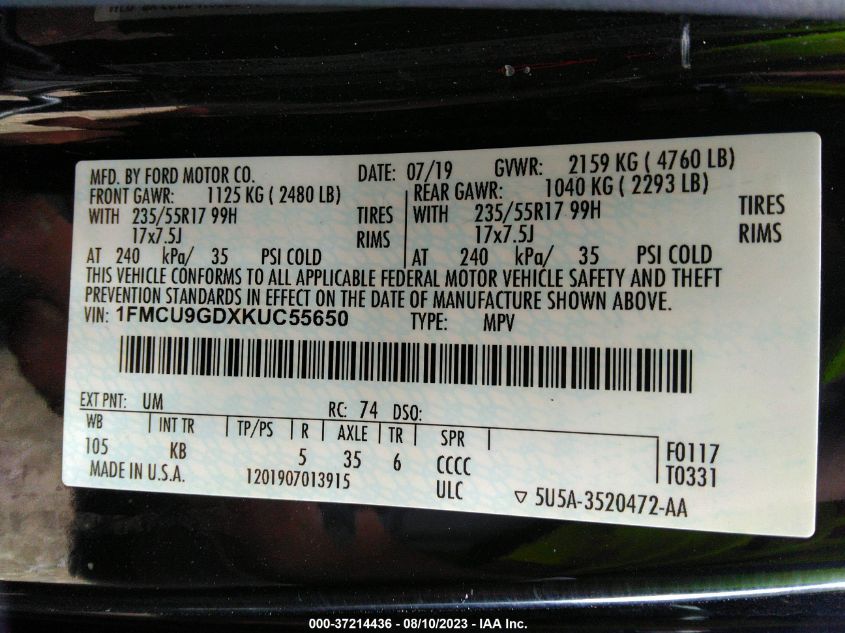 MFD. BY FORD MOTOR CO. DATE: 07/19 GVWR: 2159 KG ( 4760 LB)
FRONT GAWR: 1125 KG ( 2480 LB) REAR GAWR: 1040 KG ( 2293 LB)
WITH 235/55R17 99H TIRES WITH 235/55R17 99H TIRES
17x7.5J RIMS 17x7.5J RIMS
AT 240 kPa/ 35 PSI COLD AT 240 kPa/ 35 PSI COLD
THIS VEHICLE CONFORMS TO ALL APPLICABLE FEDERAL MOTOR VEHICLE SAFETY AND THEFT
PREVENTION STANDARDS IN EFFECT ON THE DATE OF MANUFACTURE SHOWN ABOVE.
VIN: 1FMCU9GDXKUC55650 TYPE: MPV
EXT PNT: UM RC: 74 DSO:
WB INT TR TP/PS R AXLE TR SPR
105 KB 5 35 6 CCCC F0117
MADE IN U.S.A. 1201907013915 ULC T0331
▽ 5U5A-3520472-AA
000-37214436 - 08/10/2023 - IAA Inc.